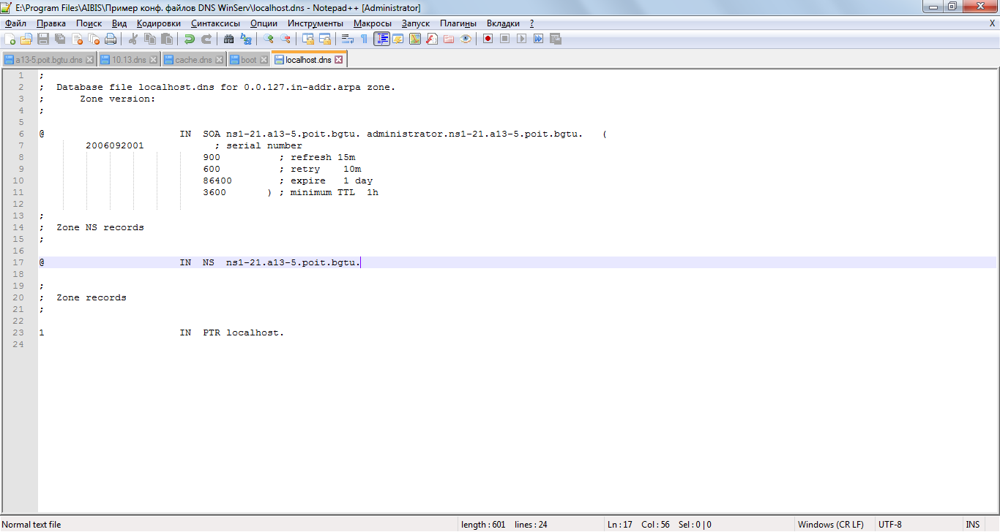 E:\Program Files\AIBIS\Пример конф. файлов DNS WinServ\localhost.dns - Notepad++ [Administrator]
Файл Правка Поиск Вид Кодировки Синтаксисы Опции Инструменты Макросы Запуск Плагины Вкладки ? X
a13-5.poit.bgtu.dns 10.13.dns cache.dns boot localhost.dns
1 ;
2 ; Database file localhost.dns for 0.0.127.in-addr.arpa zone.
3 ; Zone version:
4 ;
5
6 @ IN SOA ns1-21.a13-5.poit.bgtu. administrator.ns1-21.a13-5.poit.bgtu. (
7 2006092001 ; serial number
8 900 ; refresh 15m
9 600 ; retry 10m
10 86400 ; expire 1 day
11 3600 ) ; minimum TTL 1h
12
13 ;
14 ; Zone NS records
15 ;
16
17 @ IN NS ns1-21.a13-5.poit.bgtu.
18
19 ;
20 ; Zone records
21 ;
22
23 1 IN PTR localhost.
24
Normal text file length : 601 lines : 24 Ln : 17 Col : 56 Sel : 0 | 0 Windows (CR LF) UTF-8 INS